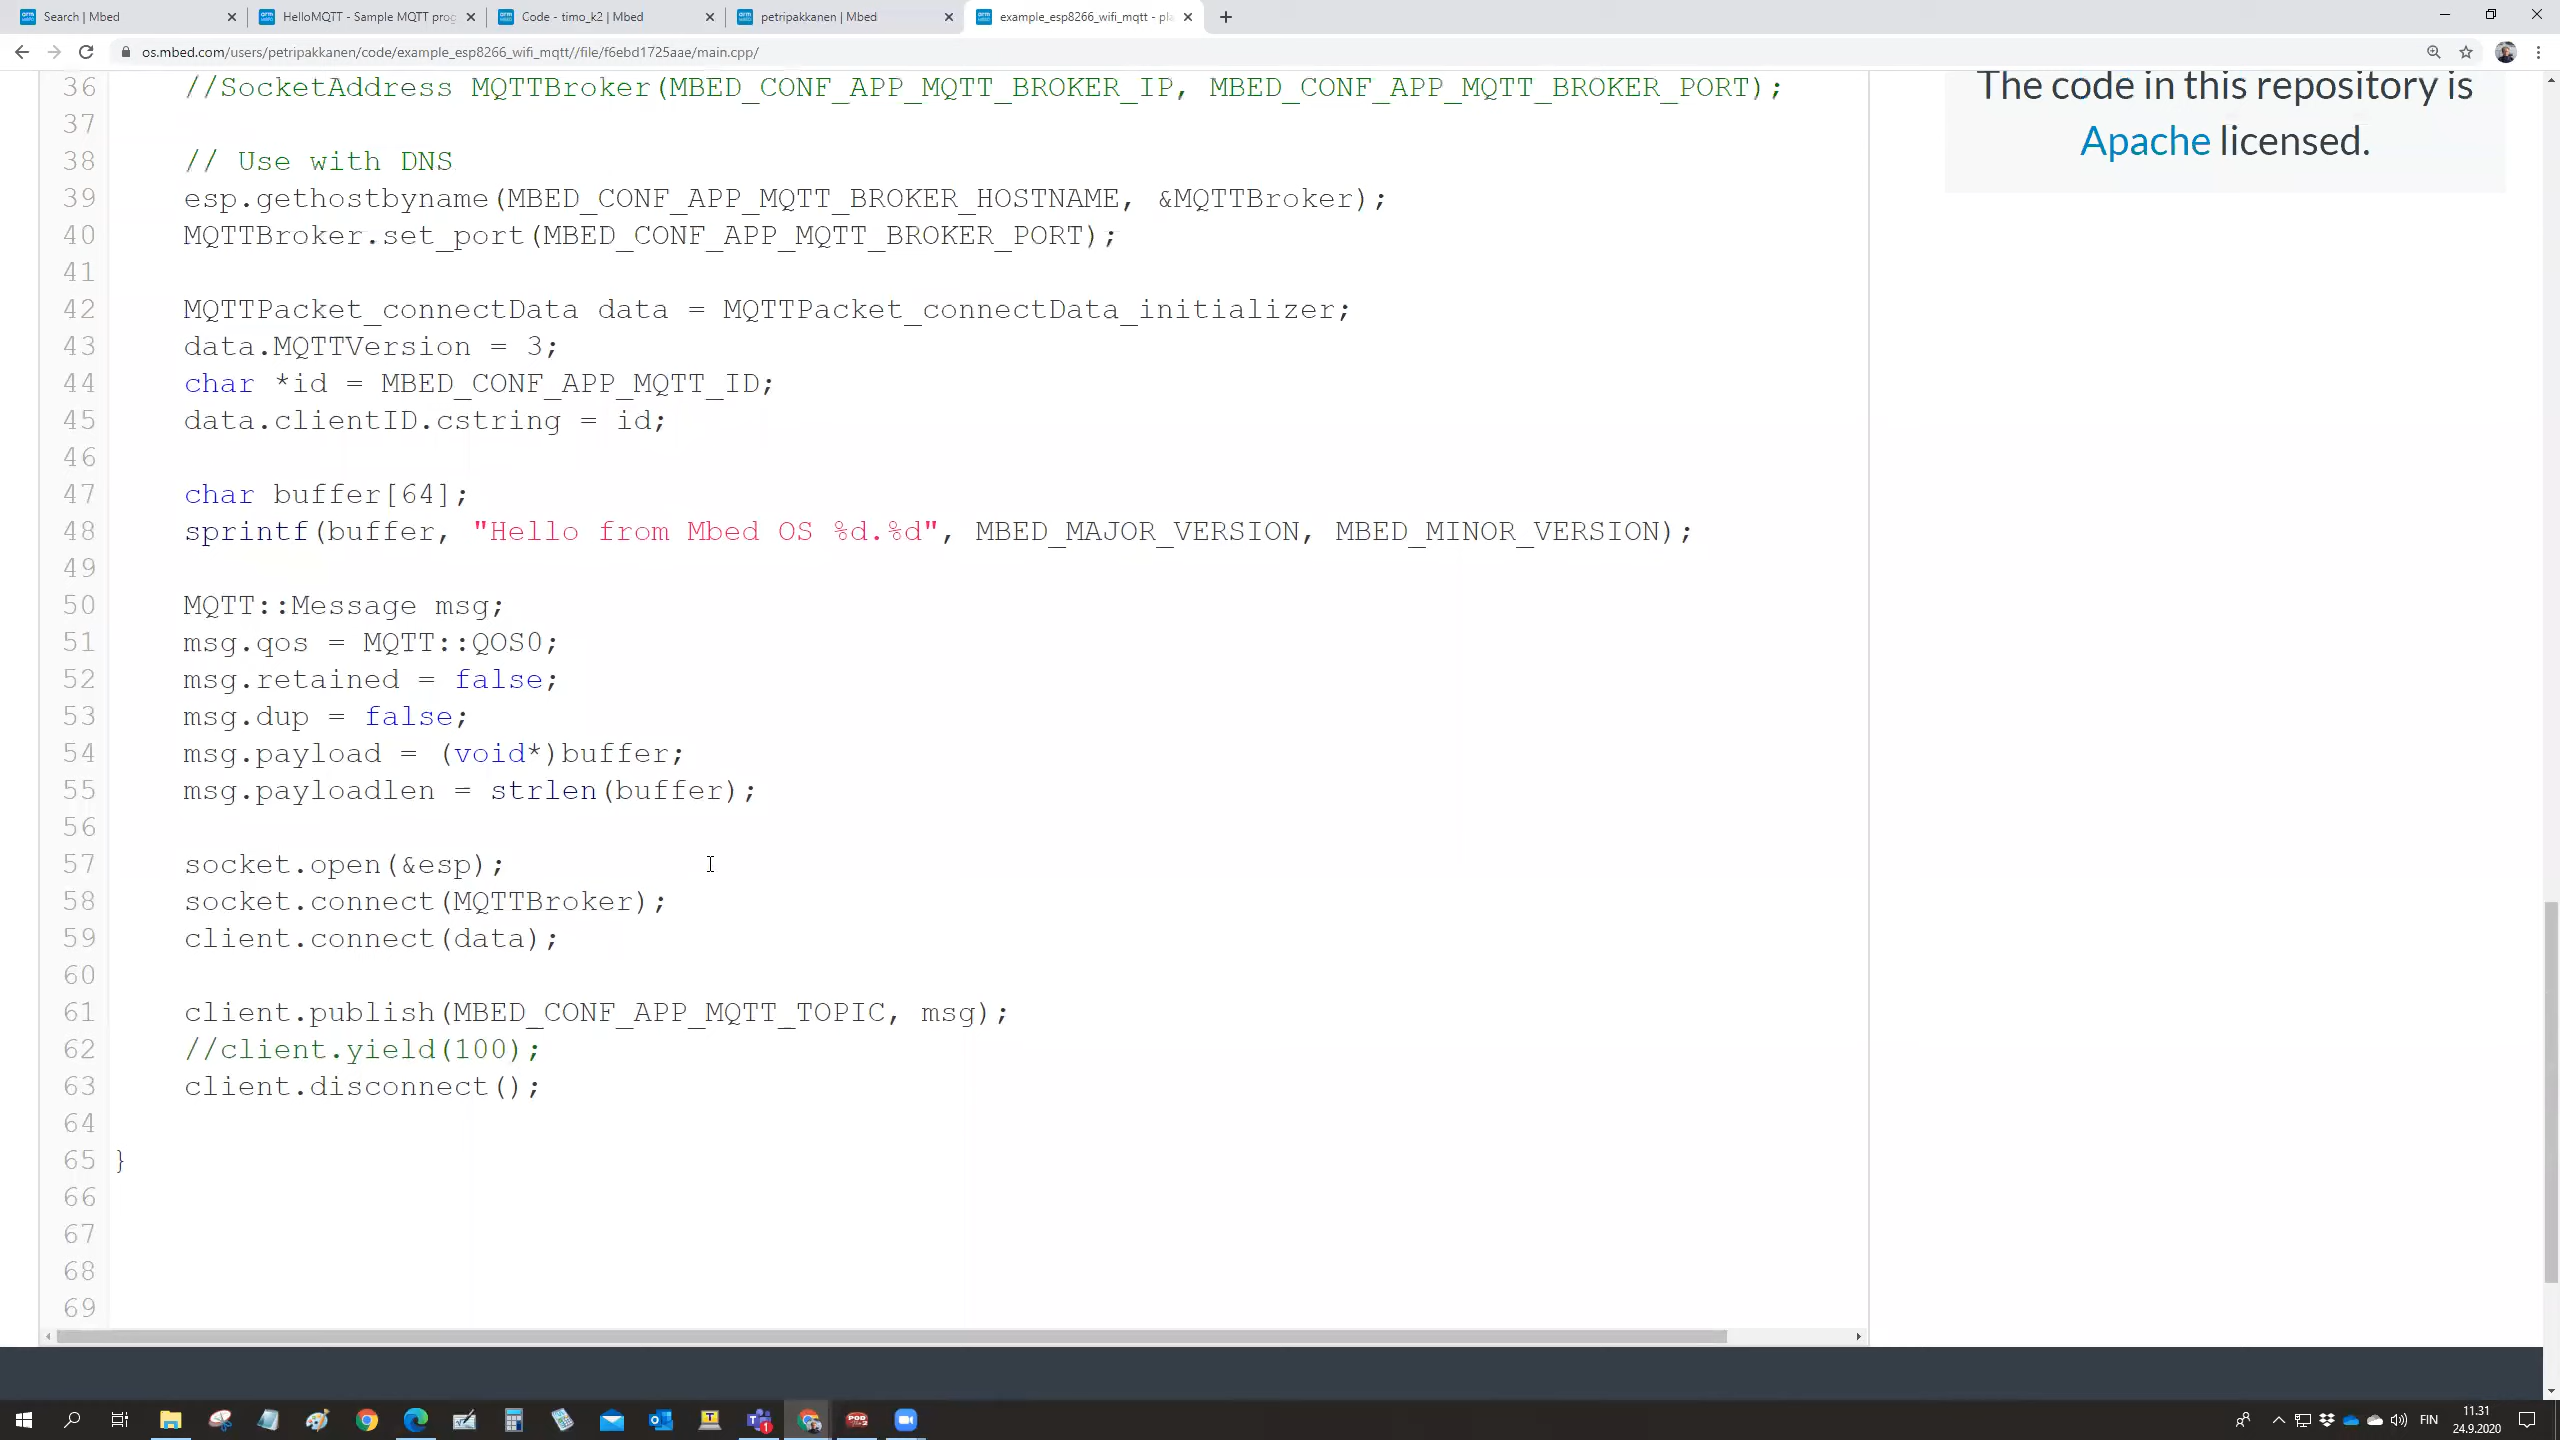 Search | Mbed
HelloMQTT - Sample MQTT prog
Code - timo_k2 | Mbed
petripakkanen | Mbed
example_esp8266_wifi_mqtt - pla
os.mbed.com/users/petripakkanen/code/example_esp8266_wifi_mqtt//file/f6ebd1725aae/main.cpp/
36 //SocketAddress MQTTBroker(MBED_CONF_APP_MQTT_BROKER_IP, MBED_CONF_APP_MQTT_BROKER_PORT);
37
38 // Use with DNS
39 esp.gethostbyname(MBED_CONF_APP_MQTT_BROKER_HOSTNAME, &MQTTBroker);
40 MQTTBroker.set_port(MBED_CONF_APP_MQTT_BROKER_PORT);
41
42 MQTTPacket_connectData data = MQTTPacket_connectData_initializer;
43 data.MQTTVersion = 3;
44 char *id = MBED_CONF_APP_MQTT_ID;
45 data.clientID.cstring = id;
46
47 char buffer[64];
48 sprintf(buffer, "Hello from Mbed OS %d.%d", MBED_MAJOR_VERSION, MBED_MINOR_VERSION);
49
50 MQTT::Message msg;
51 msg.qos = MQTT::QOS0;
52 msg.retained = false;
53 msg.dup = false;
54 msg.payload = (void*)buffer;
55 msg.payloadlen = strlen(buffer);
56
57 socket.open(&esp);
58 socket.connect(MQTTBroker);
59 client.connect(data);
60
61 client.publish(MBED_CONF_APP_MQTT_TOPIC, msg);
62 //client.yield(100);
63 client.disconnect();
64
65 }
66
67
68
69
The code in this repository is
Apache licensed.
FIN
11.31
24.9.2020